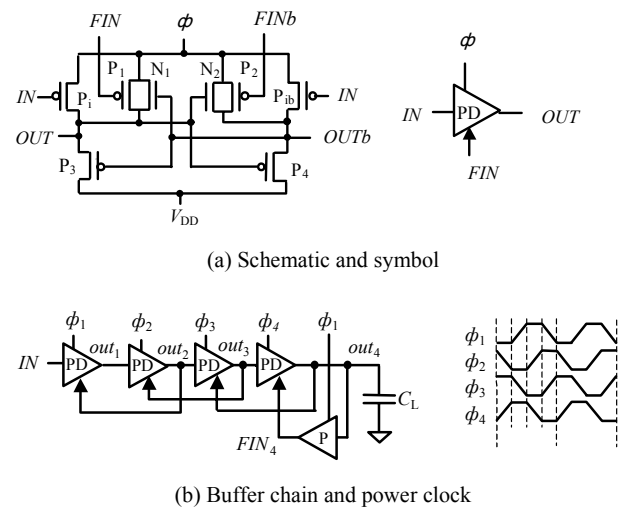 FIN ϕ FINb
P1 N1 N2 P2
IN Pi Pib IN
OUT OUTb
P3 P4
VDD
ϕ
IN PD OUT
FIN
(a) Schematic and symbol
ϕ1 ϕ2 ϕ3 ϕ4 ϕ1
IN PD out1 PD out2 PD out3 PD out4
CL
FIN4 P
ϕ1
ϕ2
ϕ3
ϕ4
(b) Buffer chain and power clock